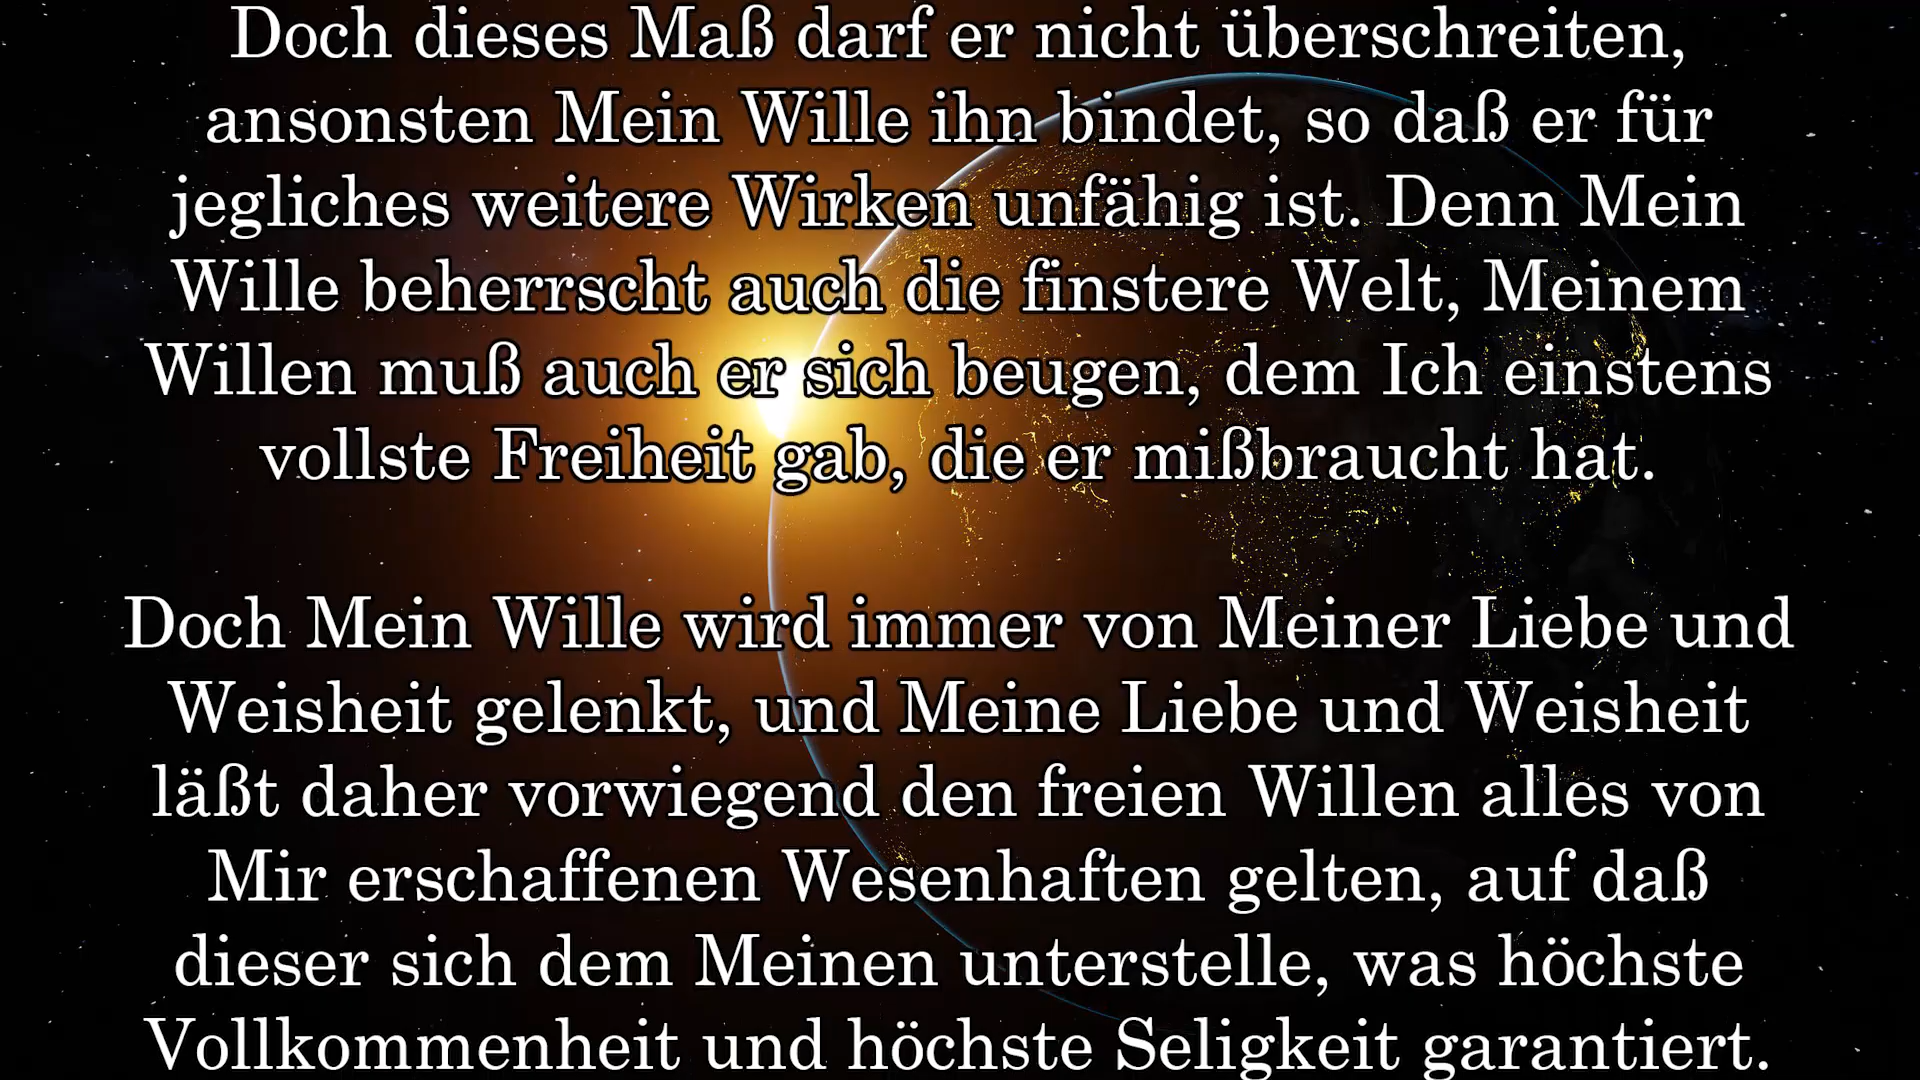 Doch dieses Maß darf er nicht überschreiten,
ansonsten Mein Wille ihn bindet, so daß er für
jegliches weitere Wirken unfähig ist. Denn Mein
Wille beherrscht auch die finstere Welt, Meinem
Willen muß auch er sich beugen, dem Ich einstens
vollste Freiheit gab, die er mißbraucht hat.
Doch Mein Wille wird immer von Meiner Liebe und
Weisheit gelenkt, und Meine Liebe und Weisheit
läßt daher vorwiegend den freien Willen alles von
Mir erschaffenen Wesenhaften gelten, auf daß
dieser sich dem Meinen unterstelle, was höchste
Vollkommenheit und höchste Seligkeit garantiert.